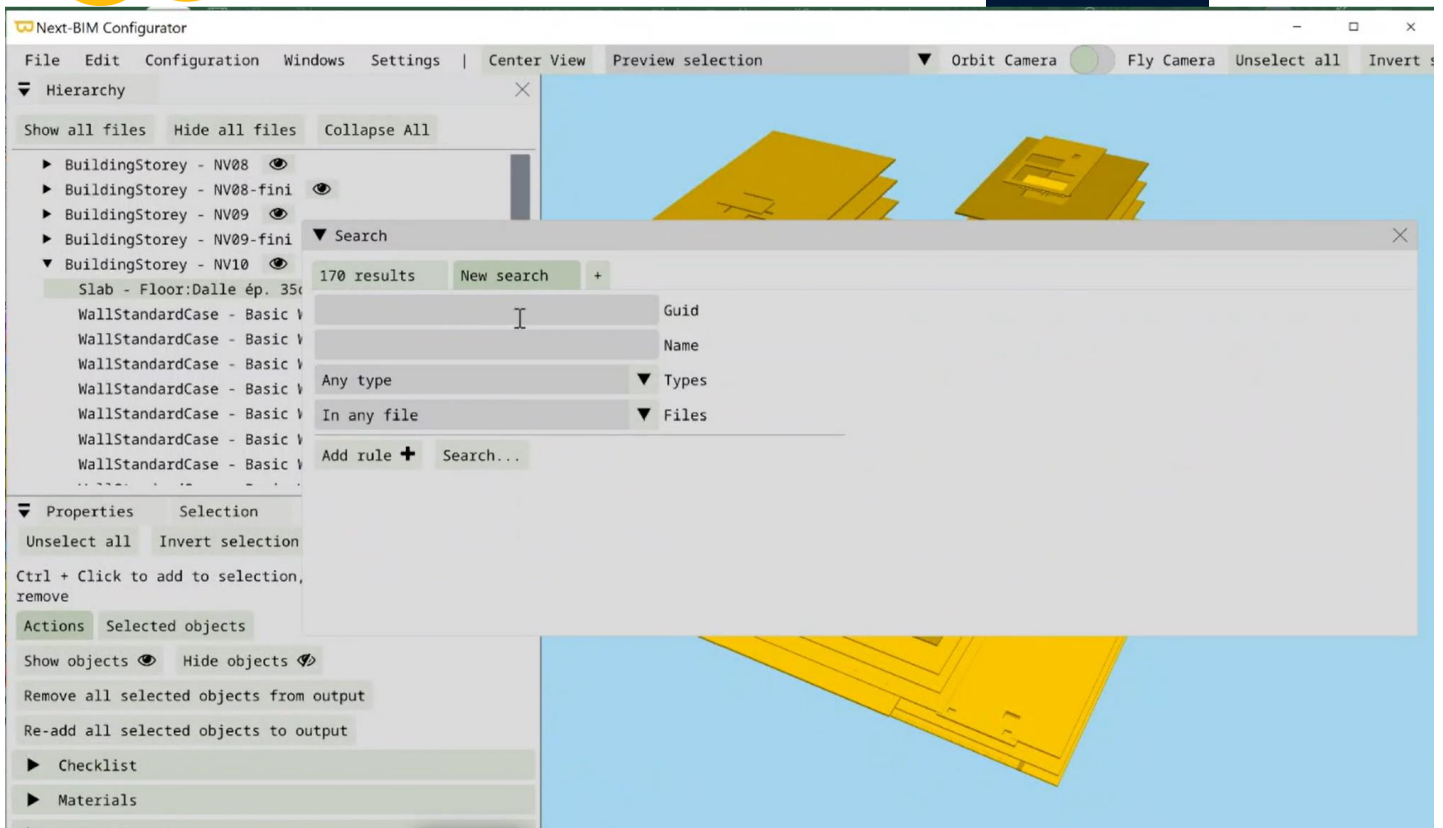 Next-BIM Configurator
File Edit Configuration Windows Settings | Center View Preview selection Orbit Camera Fly Camera Unselect all Invert
Hierarchy
Show all files Hide all files Collapse All
BuildingStorey - NV08
BuildingStorey - NV08-fini
BuildingStorey - NV09
BuildingStorey - NV09-fini
BuildingStorey - NV10
Slab - Floor:Dalle ép.
WallStandardCase - Basic
WallStandardCase - Basic
WallStandardCase - Basic
WallStandardCase - Basic
WallStandardCase - Basic
WallStandardCase - Basic
WallStandardCase - Basic
Search
170 results New search +
Guid
Name
Any type Types
In any file Files
Add rule + Search...
Properties Selection
Unselect all Invert selection
Ctrl + Click to add to selection,
remove
Actions Selected objects
Show objects Hide objects
Remove all selected objects from output
Re-add all selected objects to output
Checklist
Materials